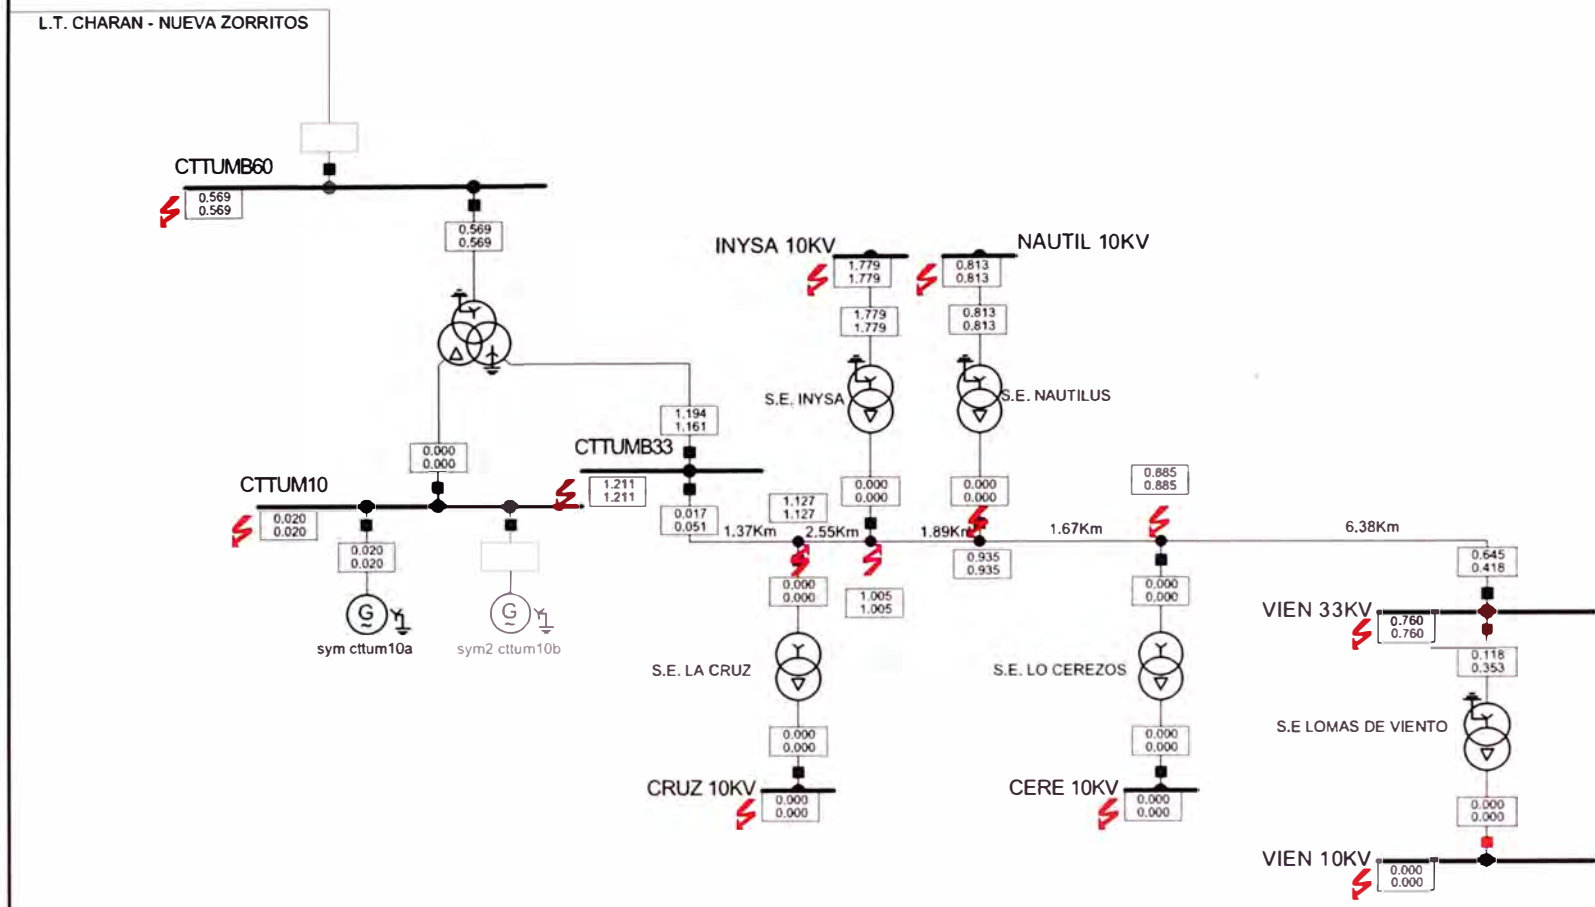 L.T. CHARAN - NUEVA ZORRITOS
CTTUMB60
0.569
0.569
0.569
0.569
INYSA 10KV
1.779
1.779
NAUTIL 10KV
0.813
0.813
1.779
1.779
0.813
0.813
S.E. INYSA
S.E. NAUTILUS
1.194
1.161
CTTUMB33
0.000
0.000
CTTUM10
1.211
1.211
0.017
0.051
0.020
0.020
0.020
0.020
1.127
1.127
0.000
0.000
0.000
0.000
0.885
0.885
1.37Km
2.55Km
1.89Km
1.67Km
6.38Km
0.935
0.935
0.645
0.418
0.000
0.000
1.005
1.005
0.000
0.000
VIEN 33KV
0.760
0.760
G
sym cttum10a
G
sym2 cttum10b
S.E. LA CRUZ
S.E. LO CEREZOS
0.118
0.353
S.E LOMAS DE VIENTO
0.000
0.000
0.000
0.000
CRUZ 10KV
0.000
0.000
CERE 10KV
0.000
0.000
0.000
0.000
VIEN 10KV
0.000
0.000